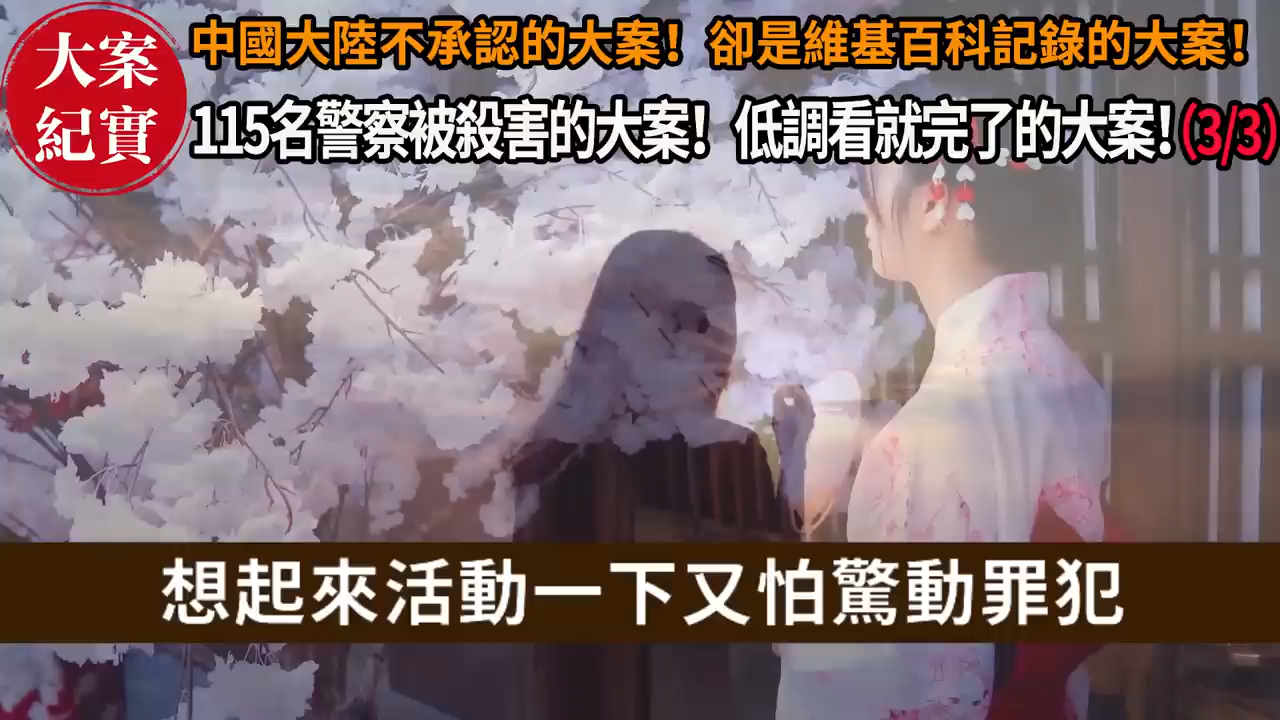 大案
紀實
中國大陸不承認的大案！卻是維基百科記錄的大案！
115名警察被殺害的大案！低調看就完了的大案！(3/3)
想起來活動一下又怕驚動罪犯